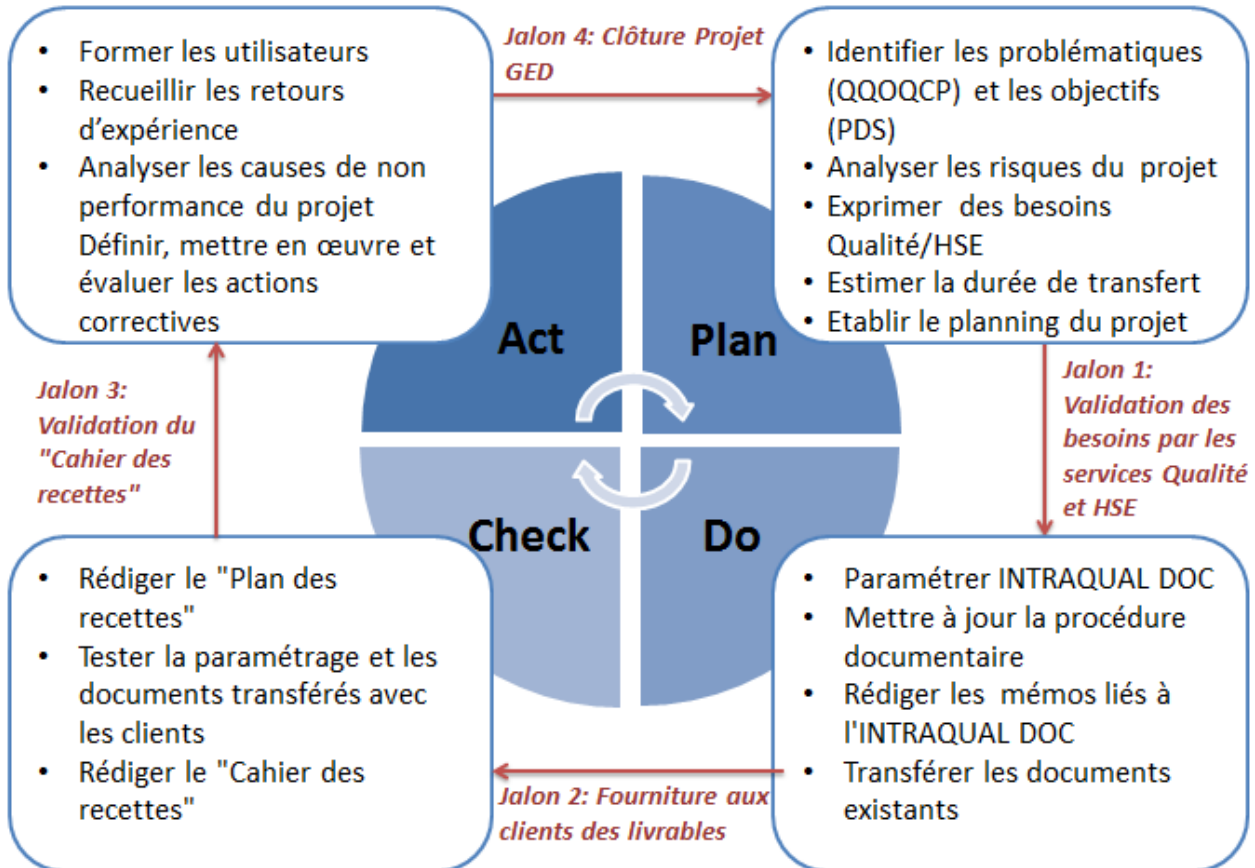 • Former les utilisateurs
• Recueillir les retours
d’expérience
• Analyser les causes de non
performance du projet
Définir, mettre en œuvre et
évaluer les actions
correctives
Jalon 4: Clôture Projet
GED
• Identifier les problématiques
(QQOQCP) et les objectifs
(PDS)
• Analyser les risques du projet
• Exprimer des besoins
Qualité/HSE
• Estimer la durée de transfert
• Etablir le planning du projet
Act
Plan
Jalon 3:
Validation du
"Cahier des
recettes"
Jalon 1:
Validation des
besoins par les
services Qualité
et HSE
Check
Do
• Rédiger le "Plan des
recettes"
• Tester la paramétrage et les
documents transférés avec
les clients
• Rédiger le "Cahier des
recettes"
Jalon 2: Fourniture aux
clients des livrables
• Paramétrer INTRAQUAL DOC
• Mettre à jour la procédure
documentaire
• Rédiger les mémos liés à
l'INTRAQUAL DOC
• Transférer les documents
existants